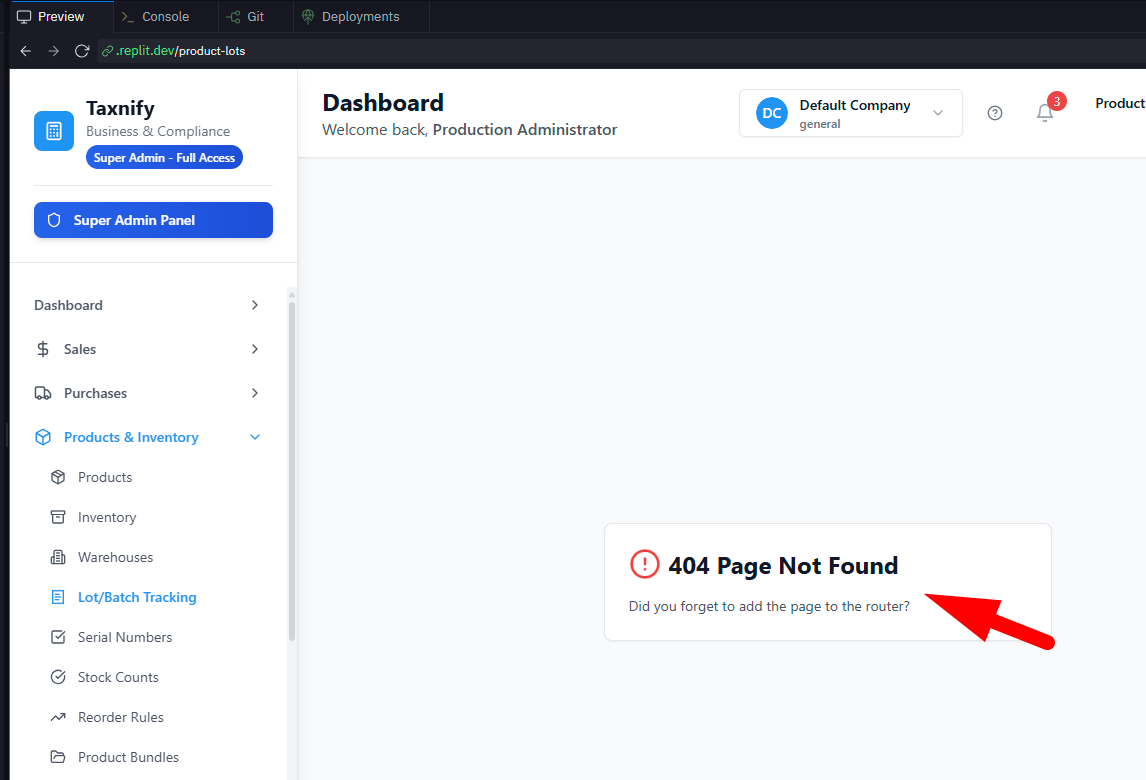 Preview
Console
Git
Deployments
.replit.dev/product-lots
Taxnify
Business & Compliance
Super Admin - Full Access
Super Admin Panel
Dashboard
Sales
Purchases
Products & Inventory
Products
Inventory
Warehouses
Lot/Batch Tracking
Serial Numbers
Stock Counts
Reorder Rules
Product Bundles
Dashboard
Welcome back, Production Administrator
DC
Default Company
general
3
Product
404 Page Not Found
Did you forget to add the page to the router?